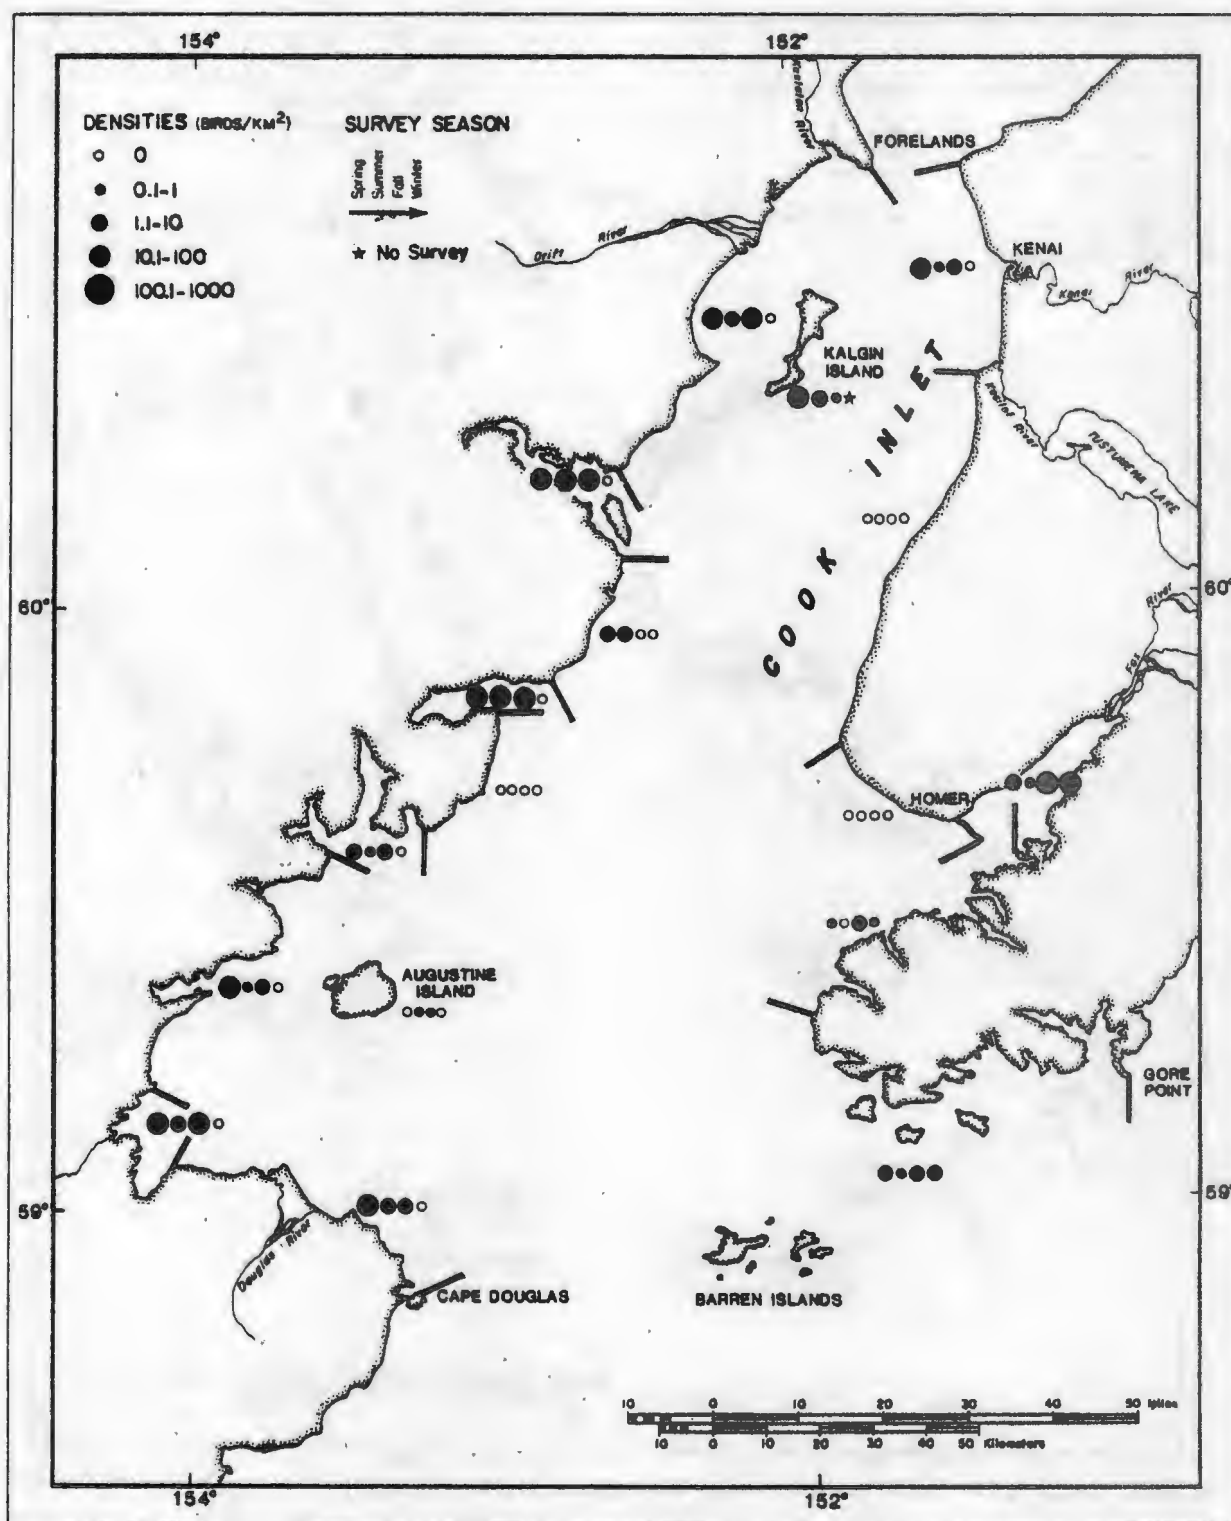 154°
152°
DENSITIES (BIRDS/KM²)
0
0.1-1
1.1-10
10.1-100
100.1-1000
SURVEY SEASON
Spring
Summer
Fall
Winter
★ No Survey
River
FORELANDS
Drift River
KENAI
Kenai River
KALGIN
ISLAND
COOK INLET
Kasilof River
TUSTUMENA LAKE
60°
60°
Fox River
HOMER
AUGUSTINE
ISLAND
GORE
POINT
59°
59°
Douglas River
CAPE DOUGLAS
BARREN ISLANDS
10 0 10 20 30 40 50 Miles
10 0 10 20 30 40 50 Kilometers
154°
152°